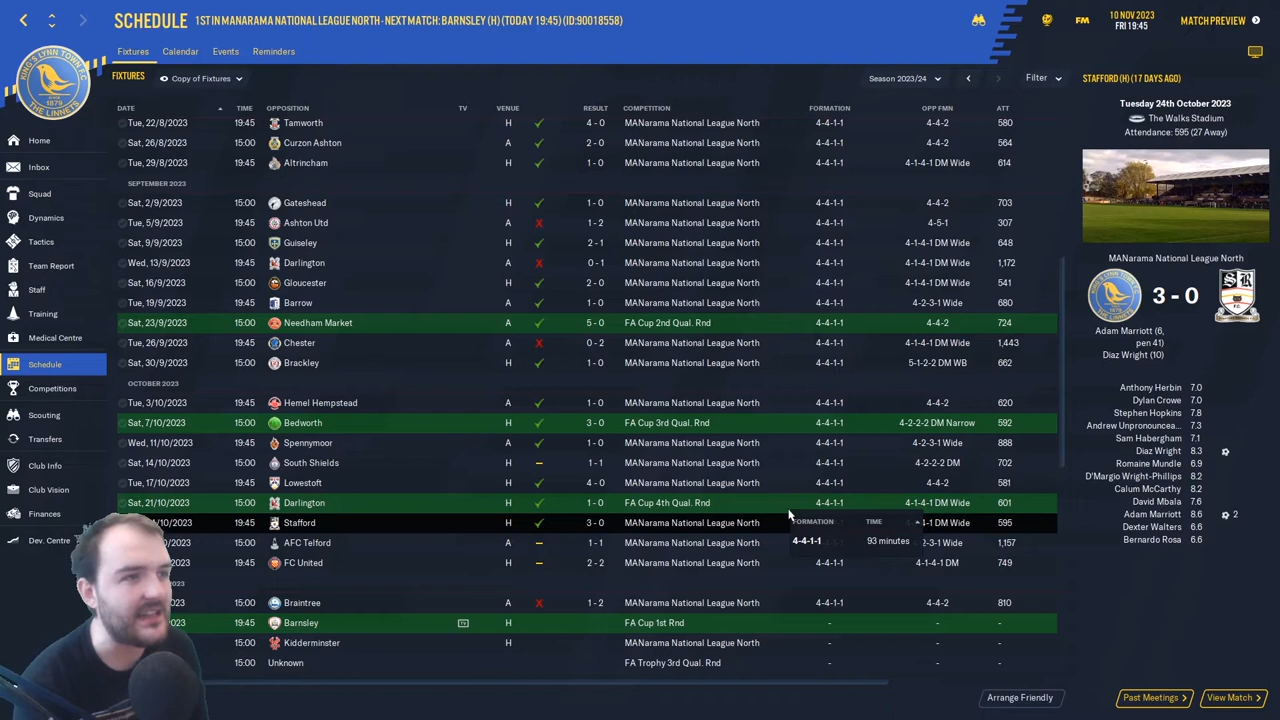 SCHEDULE 1ST IN MANARAMA NATIONAL LEAGUE NORTH - NEXT MATCH: BARNSLEY (H) (TODAY 19:45) (ID:90018558)
FM 10 NOV 2023 FRI 19:45 MATCH PREVIEW
Fixtures Calendar Events Reminders
FIXTURES Copy of Fixtures Season 2023/24 Filter
DATE TIME OPPOSITION TV VENUE RESULT COMPETITION FORMATION OPP FMN ATT
Tue, 22/8/2023 19:45 Tamworth H 4 - 0 MANarama National League North 4-4-1-1 4-4-2 580
Sat, 26/8/2023 15:00 Curzon Ashton A 2 - 0 MANarama National League North 4-4-1-1 4-4-2 564
Tue, 29/8/2023 19:45 Altrincham H 1 - 0 MANarama National League North 4-4-1-1 4-1-4-1 DM Wide 614
SEPTEMBER 2023
Sat, 2/9/2023 15:00 Gateshead H 1 - 0 MANarama National League North 4-4-1-1 4-4-2 703
Tue, 5/9/2023 19:45 Ashton Utd A 1 - 2 MANarama National League North 4-4-1-1 4-5-1 307
Sat, 9/9/2023 15:00 Guiseley H 2 - 1 MANarama National League North 4-4-1-1 4-1-4-1 DM Wide 648
Wed, 13/9/2023 19:45 Darlington A 0 - 1 MANarama National League North 4-4-1-1 4-1-4-1 DM Wide 1,172
Sat, 16/9/2023 15:00 Gloucester H 2 - 0 MANarama National League North 4-4-1-1 4-1-4-1 DM Wide 541
Tue, 19/9/2023 19:45 Barrow A 1 - 0 MANarama National League North 4-4-1-1 4-2-3-1 Wide 680
Sat, 23/9/2023 15:00 Needham Market A 5 - 0 FA Cup 2nd Qual. Rnd 4-4-1-1 4-4-2 724
Tue, 26/9/2023 19:45 Chester A 0 - 2 MANarama National League North 4-4-1-1 4-1-4-1 DM Wide 1,443
Sat, 30/9/2023 15:00 Brackley H 1 - 0 MANarama National League North 4-4-1-1 5-1-2-2 DM WB 662
OCTOBER 2023
Tue, 3/10/2023 19:45 Hemel Hempstead H 1 - 0 MANarama National League North 4-4-1-1 4-4-2 620
Sat, 7/10/2023 15:00 Bedworth H 3 - 0 FA Cup 3rd Qual. Rnd 4-4-1-1 4-2-2-2 DM Narrow 592
Wed, 11/10/2023 19:45 Spennymoor A 1 - 0 MANarama National League North 4-4-1-1 4-2-3-1 Wide 888
Sat, 14/10/2023 15:00 South Shields H 1 - 1 MANarama National League North 4-4-1-1 4-2-2-2 DM 702
Tue, 17/10/2023 19:45 Lowestoft H 4 - 0 MANarama National League North 4-4-1-1 4-4-2 581
Sat, 21/10/2023 15:00 Darlington H 1 - 0 FA Cup 4th Qual. Rnd 4-4-1-1 4-1-4-1 DM Wide 601
/10/2023 19:45 Stafford H 3 - 0 MANarama National League North -1 DM Wide 595
2023 15:00 AFC Telford A 1 - 1 MANarama National League North Wide 1,157
2023 15:00 FC United H 2 - 2 MANarama National League North 4-4-1-1 4-1-4-1 DM 749
2023 15:00 Braintree A 1 - 2 MANarama National League North 4-4-1-1 4-4-2 810
2023 19:45 Barnsley TV H FA Cup 1st Rnd - - -
15:00 Kidderminster H MANarama National League North - - -
15:00 Unknown FA Trophy 3rd Qual. Rnd - - -
FORMATION TIME
4-4-1-1 93 minutes
Arrange Friendly
KING'S LYNN TOWN F.C.
SINCE 1879
THE LINNETS
Home
Inbox
Squad
Dynamics
Tactics
Team Report
Staff
Training
Medical Centre
Schedule
Competitions
Scouting
Transfers
Club Info
Club Vision
Finances
Dev. Centre
STAFFORD (H) (17 DAYS AGO)
Tuesday 24th October 2023
The Walks Stadium
Attendance: 595 (27 Away)
MANarama National League North
3 - 0
SR
Adam Marriott (6, pen 41)
Diaz Wright (10)
Anthony Herbin 7.0
Dylan Crowe 7.0
Stephen Hopkins 7.8
Andrew Unpronouncea... 7.3
Sam Habergham 7.1
Diaz Wright 8.3
Romaine Mundle 6.9
D'Margio Wright-Phillips 8.2
Calum McCarthy 8.2
David Mbala 7.6
Adam Marriott 8.6 2
Dexter Walters 6.6
Bernardo Rosa 6.6
Past Meetings View Match